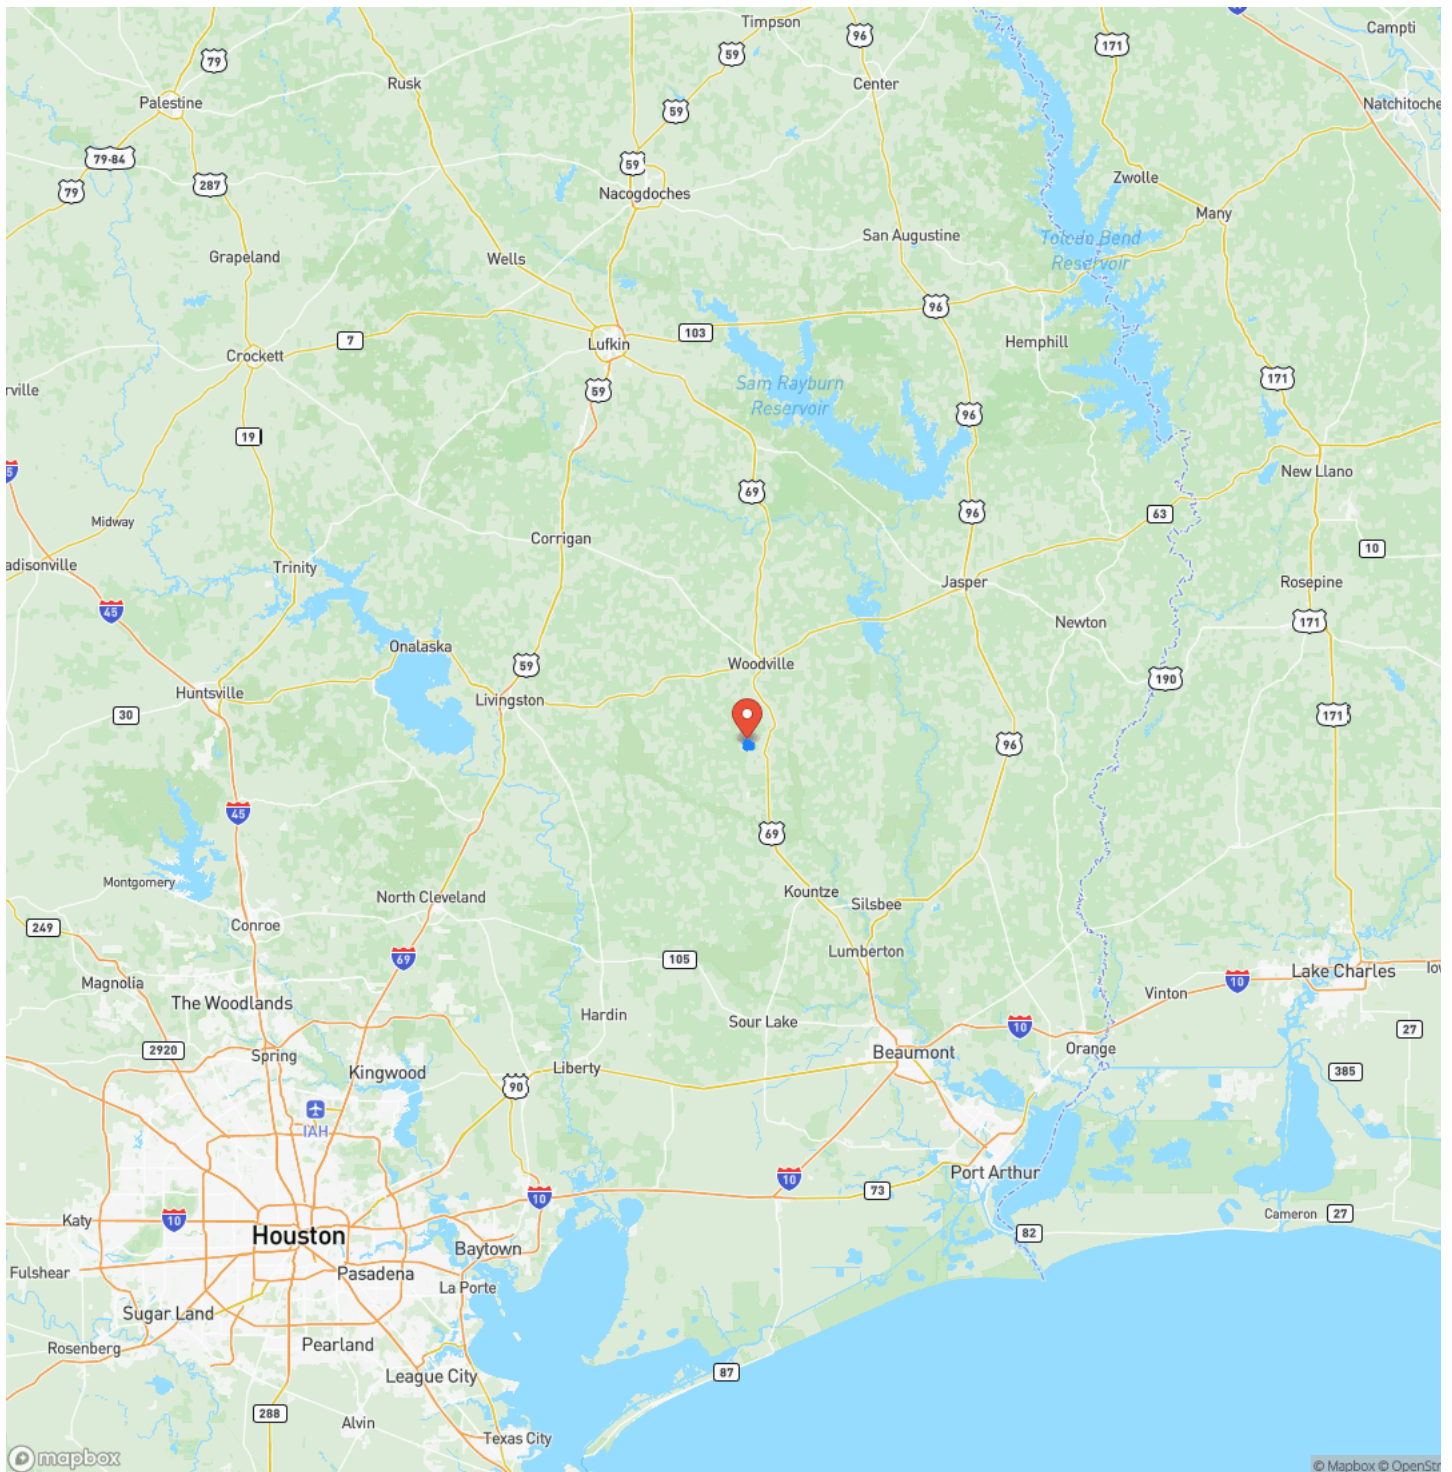 Timpson
Campti
79
59
96
171
Rusk
Center
Palestine
59
Natchitoche
79-84
59
79
287
Nacogdoches
Zwolle
Many
San Augustine
Toledo Bend
Reservoir
Grapeland
Wells
96
7
103
Lufkin
Hemphill
Crockett
rville
59
Sam Rayburn
Reservoir
171
96
19
5
New Llano
69
96
63
Midway
Corrigan
10
adisonville
Trinity
Jasper
Rosepine
45
Newton
171
Onalaska
59
Woodville
190
Huntsville
Livingston
30
171
96
45
69
Montgomery
North Cleveland
Kountze
Silsbee
249
Conroe
Lumberton
69
105
Magnolia
Lake Charles
Iow
10
Vinton
The Woodlands
Hardin
Sour Lake
10
27
2920
Spring
Beaumont
Orange
Kingwood
Liberty
385
90
IAH
Port Arthur
10
73
10
Katy
10
Cameron
27
Houston
Baytown
82
Fulshear
Pasadena
La Porte
Sugar Land
Pearland
Rosenberg
League City
87
288
Alvin
Texas City
mapbox
© Mapbox © OpenStr